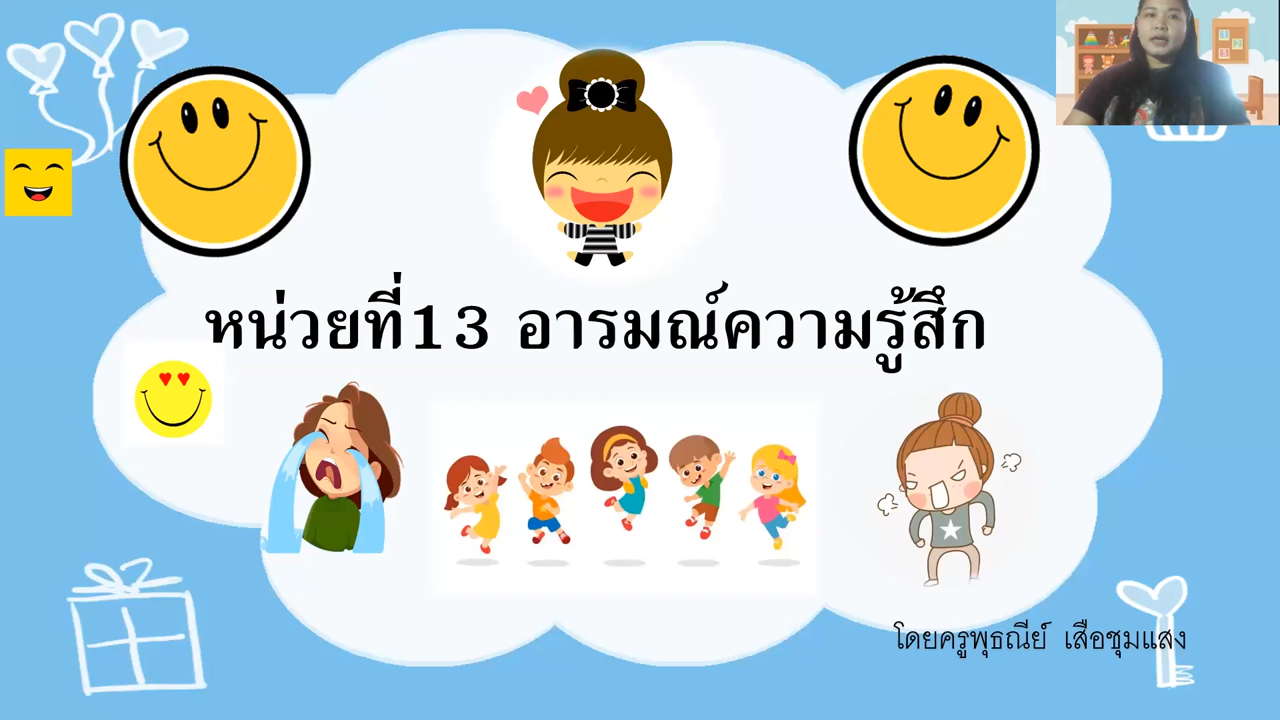 หน่วยที่13 อารมณ์ความรู้สึก
โดยครูพุธณีย์ เสือชุมแสง